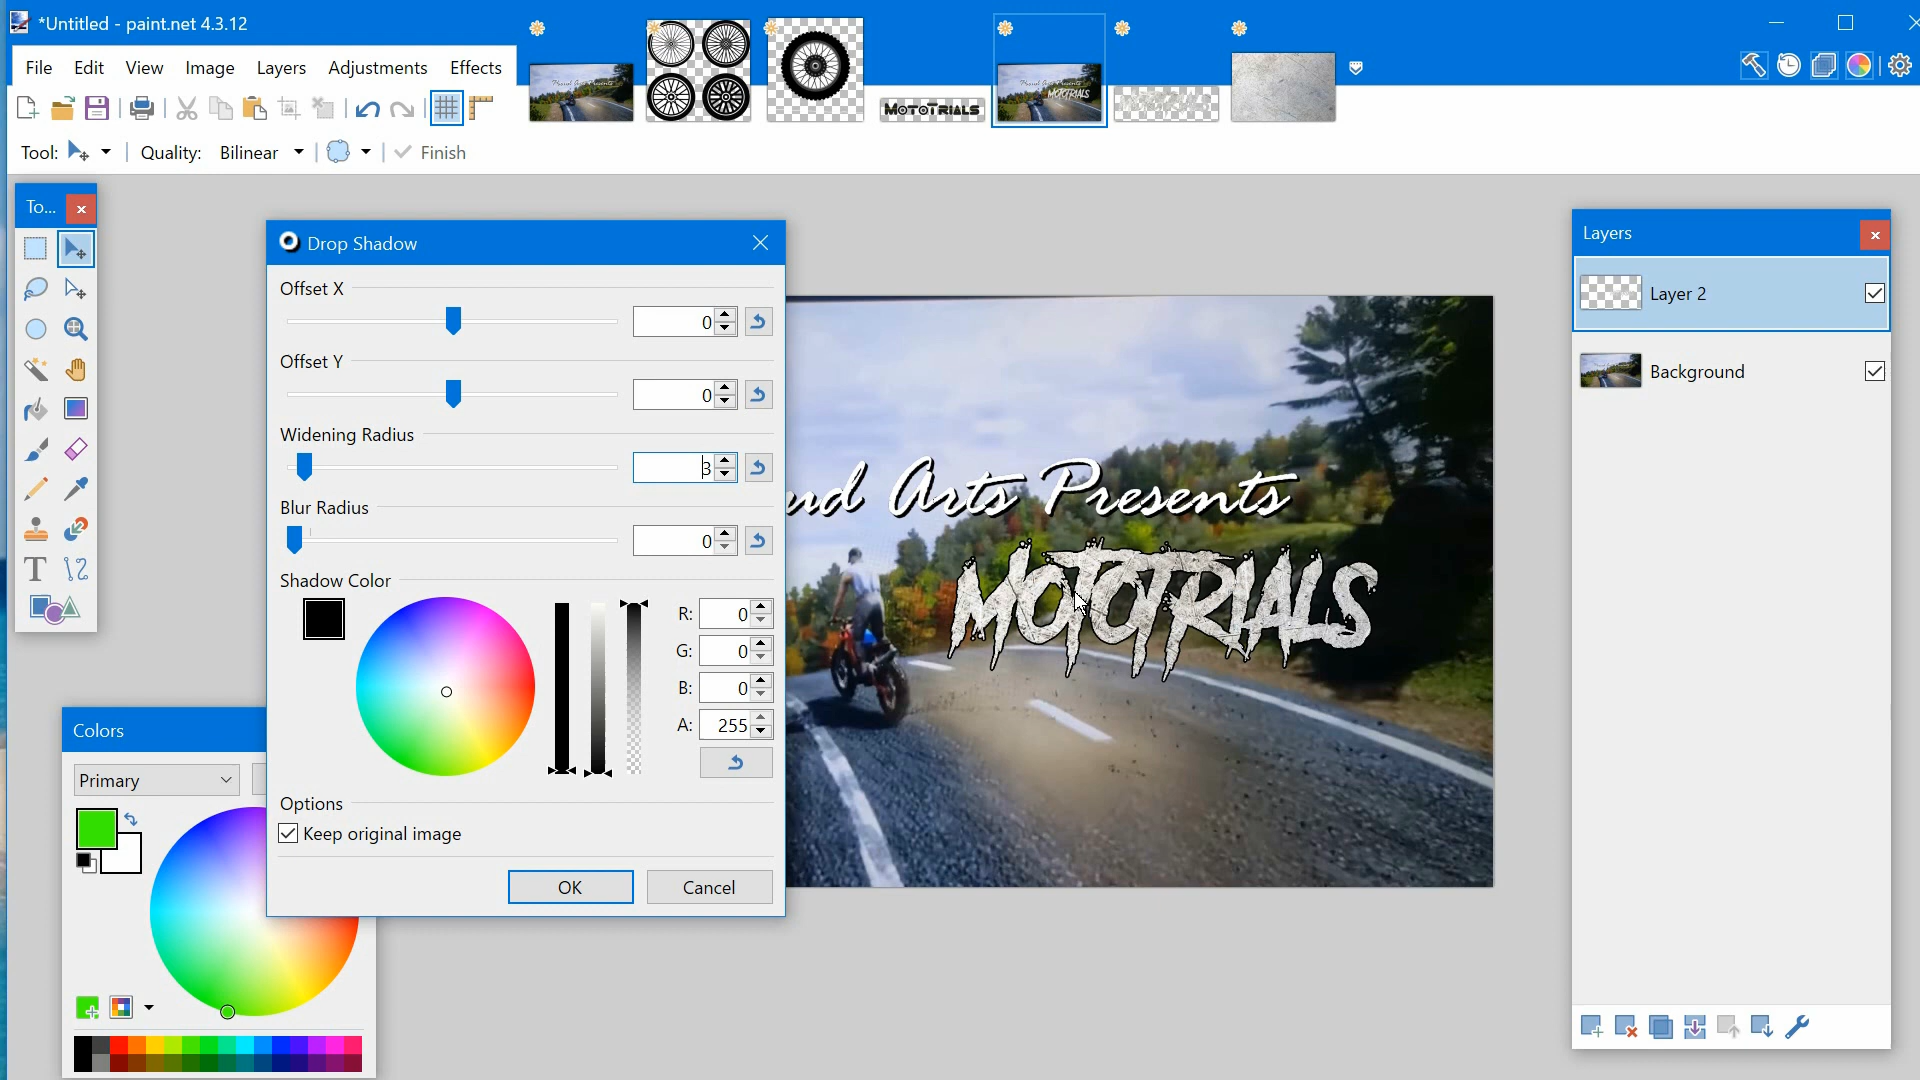 *Untitled - paint.net 4.3.12
File Edit View Image Layers Adjustments Effects
MotoTrials
Tool: Quality: Bilinear Finish
To...
Drop Shadow
Offset X
0
Offset Y
0
Widening Radius
3
Blur Radius
0
Shadow Color
R: 0
G: 0
B: 0
A: 255
Options
Keep original image
OK Cancel
Colors
Primary
Arts Presents
MOTOTRIALS
Layers
Layer 2
Background